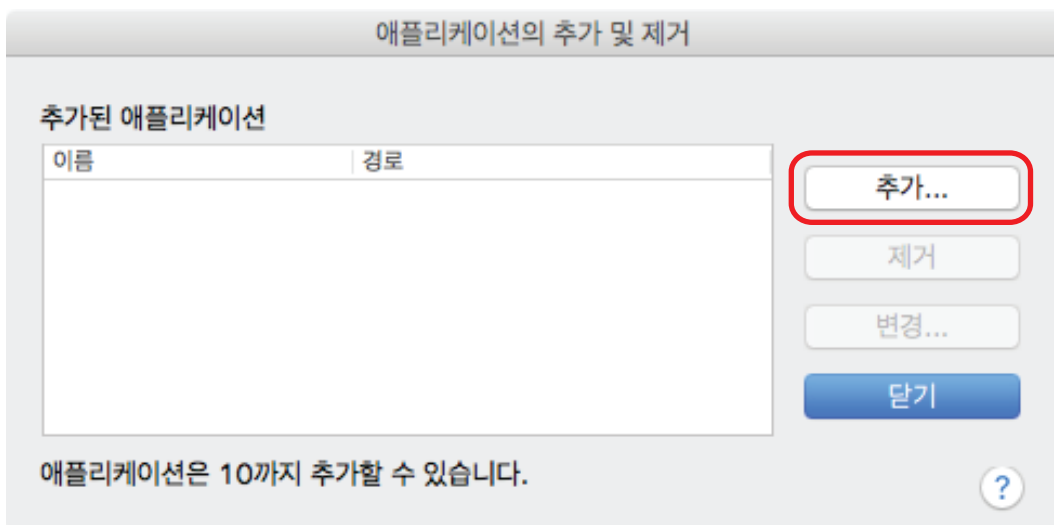 애플리케이션의 추가 및 제거
추가된 애플리케이션
이름 경로
추가...
제거
변경...
닫기
애플리케이션은 10까지 추가할 수 있습니다.
?